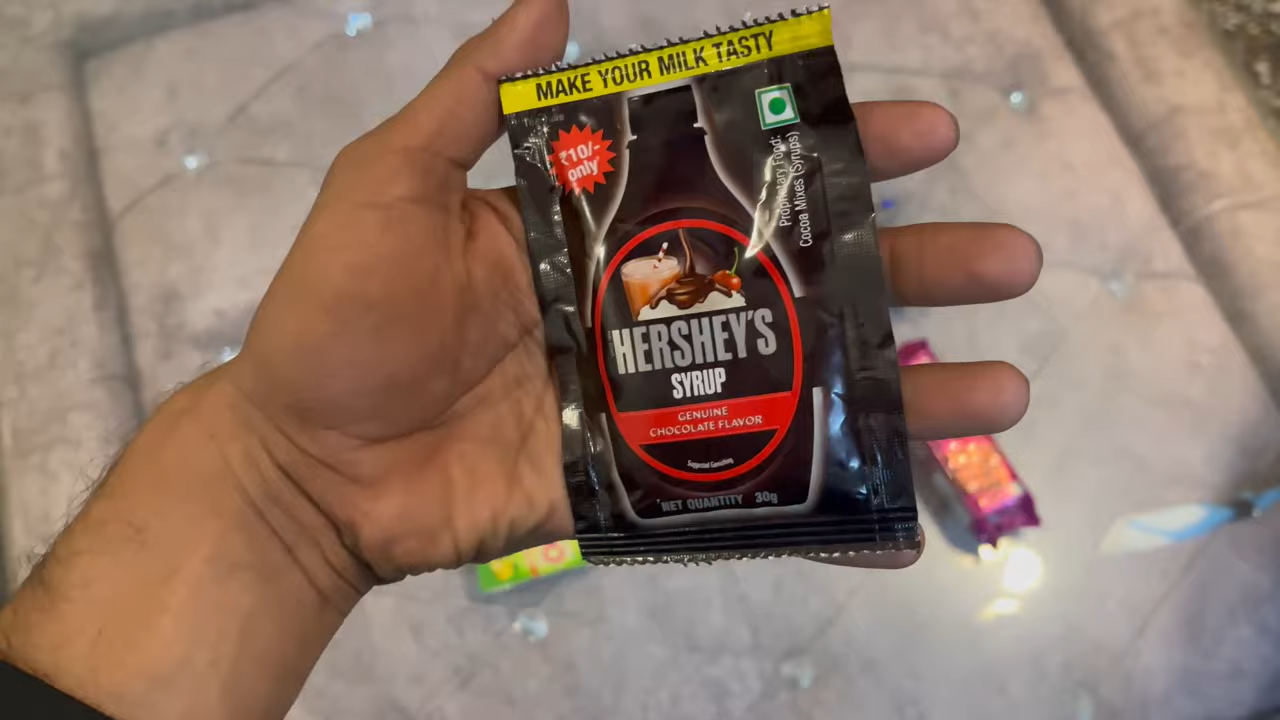 MAKE YOUR MILK TASTY
₹10/-
only*
Proprietary Food:
Cocoa Mixes (Syrups)
HERSHEY'S
SYRUP
GENUINE
CHOCOLATE FLAVOR
NET QUANTITY 30g